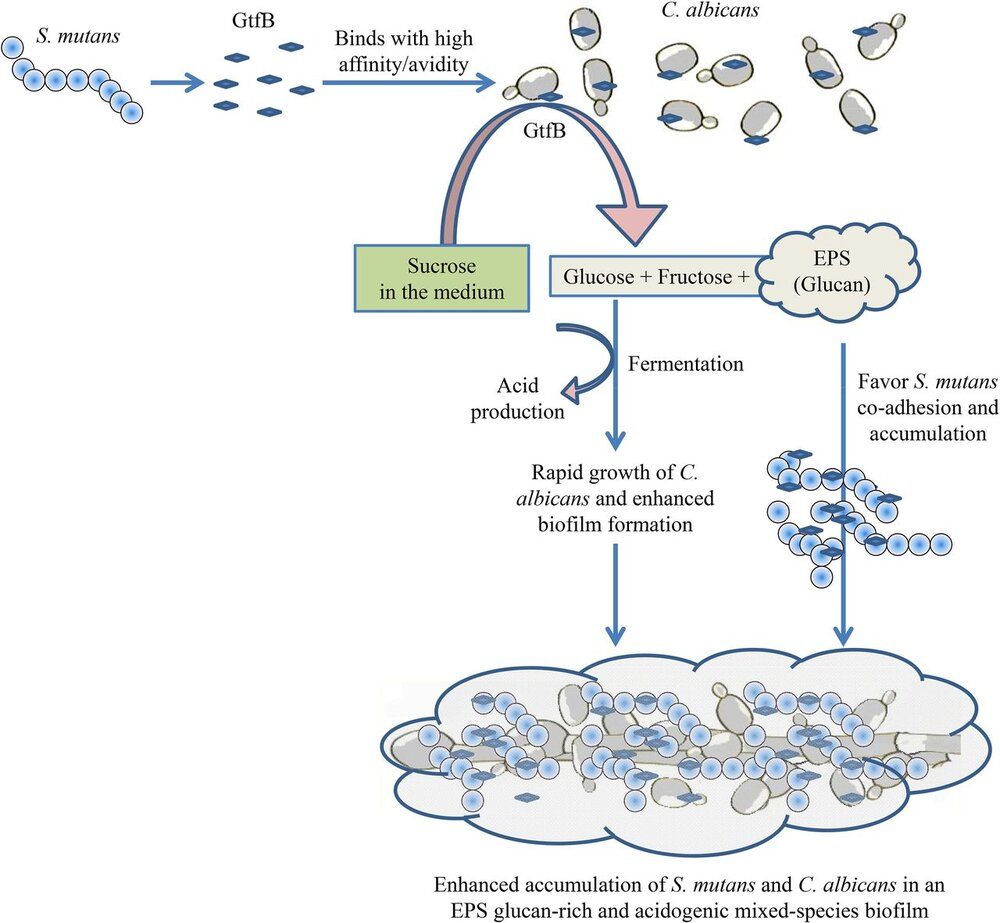 S. mutans
GtfB
Binds with high
affinity/avidity
C. albicans
GtfB
Sucrose
in the medium
Glucose + Fructose +
EPS
(Glucan)
Fermentation
Acid
production
Favor S. mutans
co-adhesion and
accumulation
Rapid growth of C.
albicans and enhanced
biofilm formation
Enhanced accumulation of S. mutans and C. albicans in an
EPS glucan-rich and acidogenic mixed-species biofilm